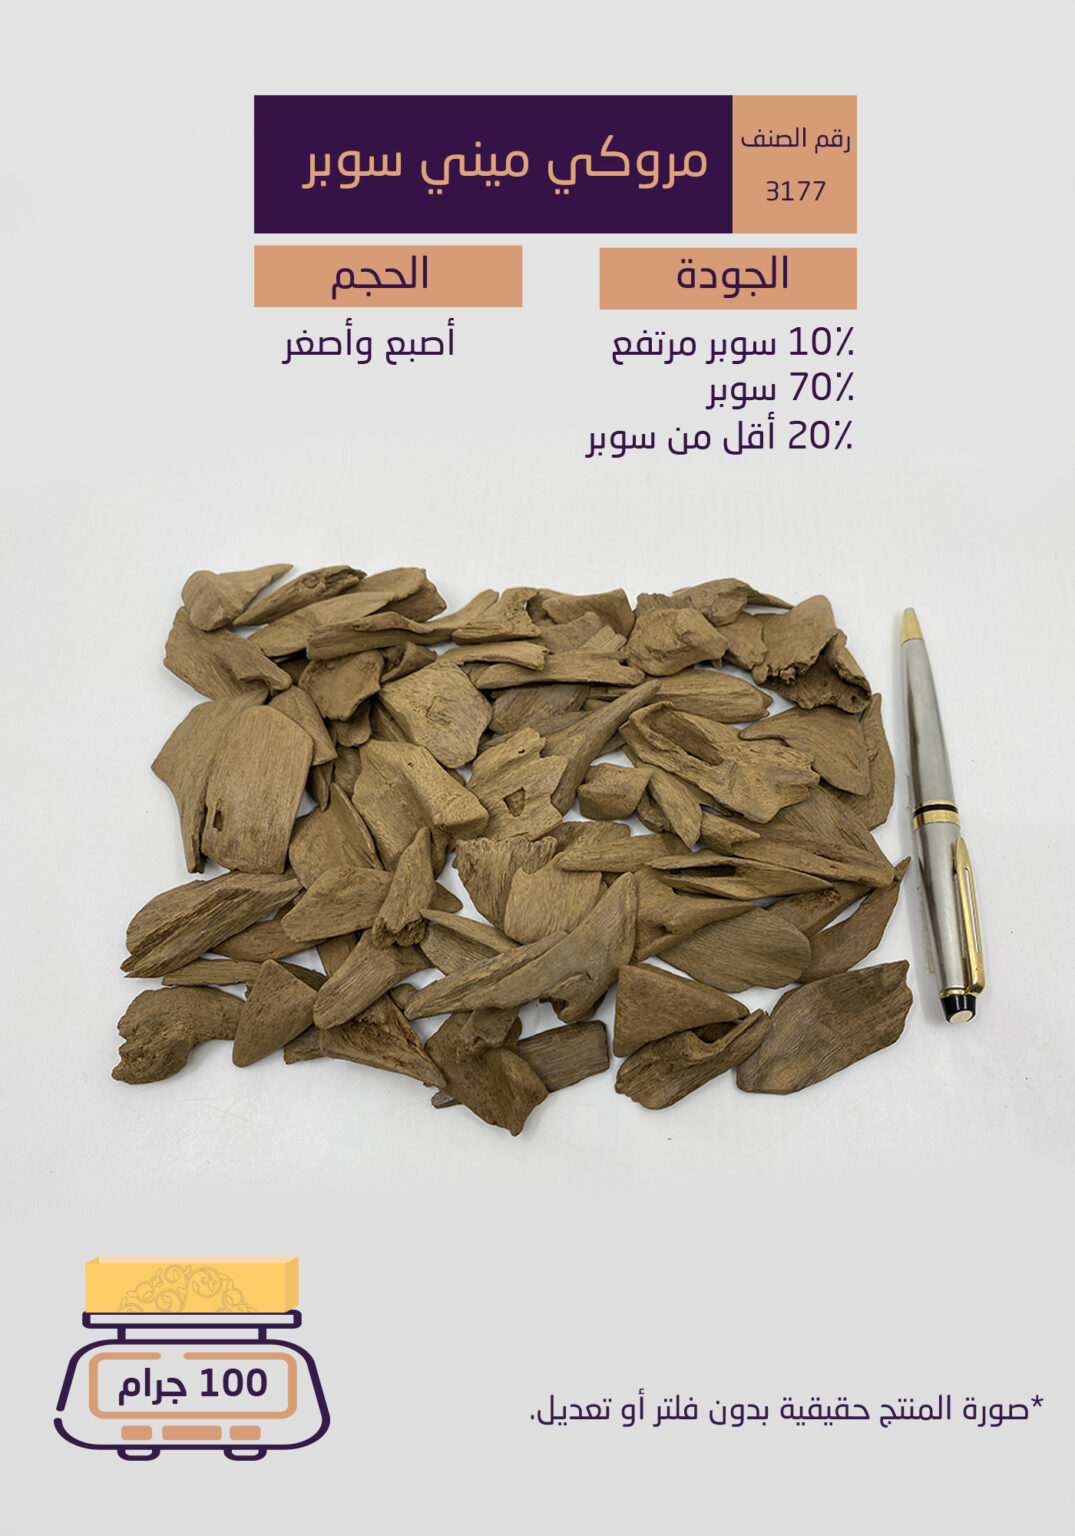 رقم الصنف
3177
مروكي ميني سوبر
الجودة
10٪ سوبر مرتفع
70٪ سوبر
20٪ أقل من سوبر
الحجم
أصبع وأصغر
100 جرام
*صورة المنتج حقيقية بدون فلتر أو تعديل.